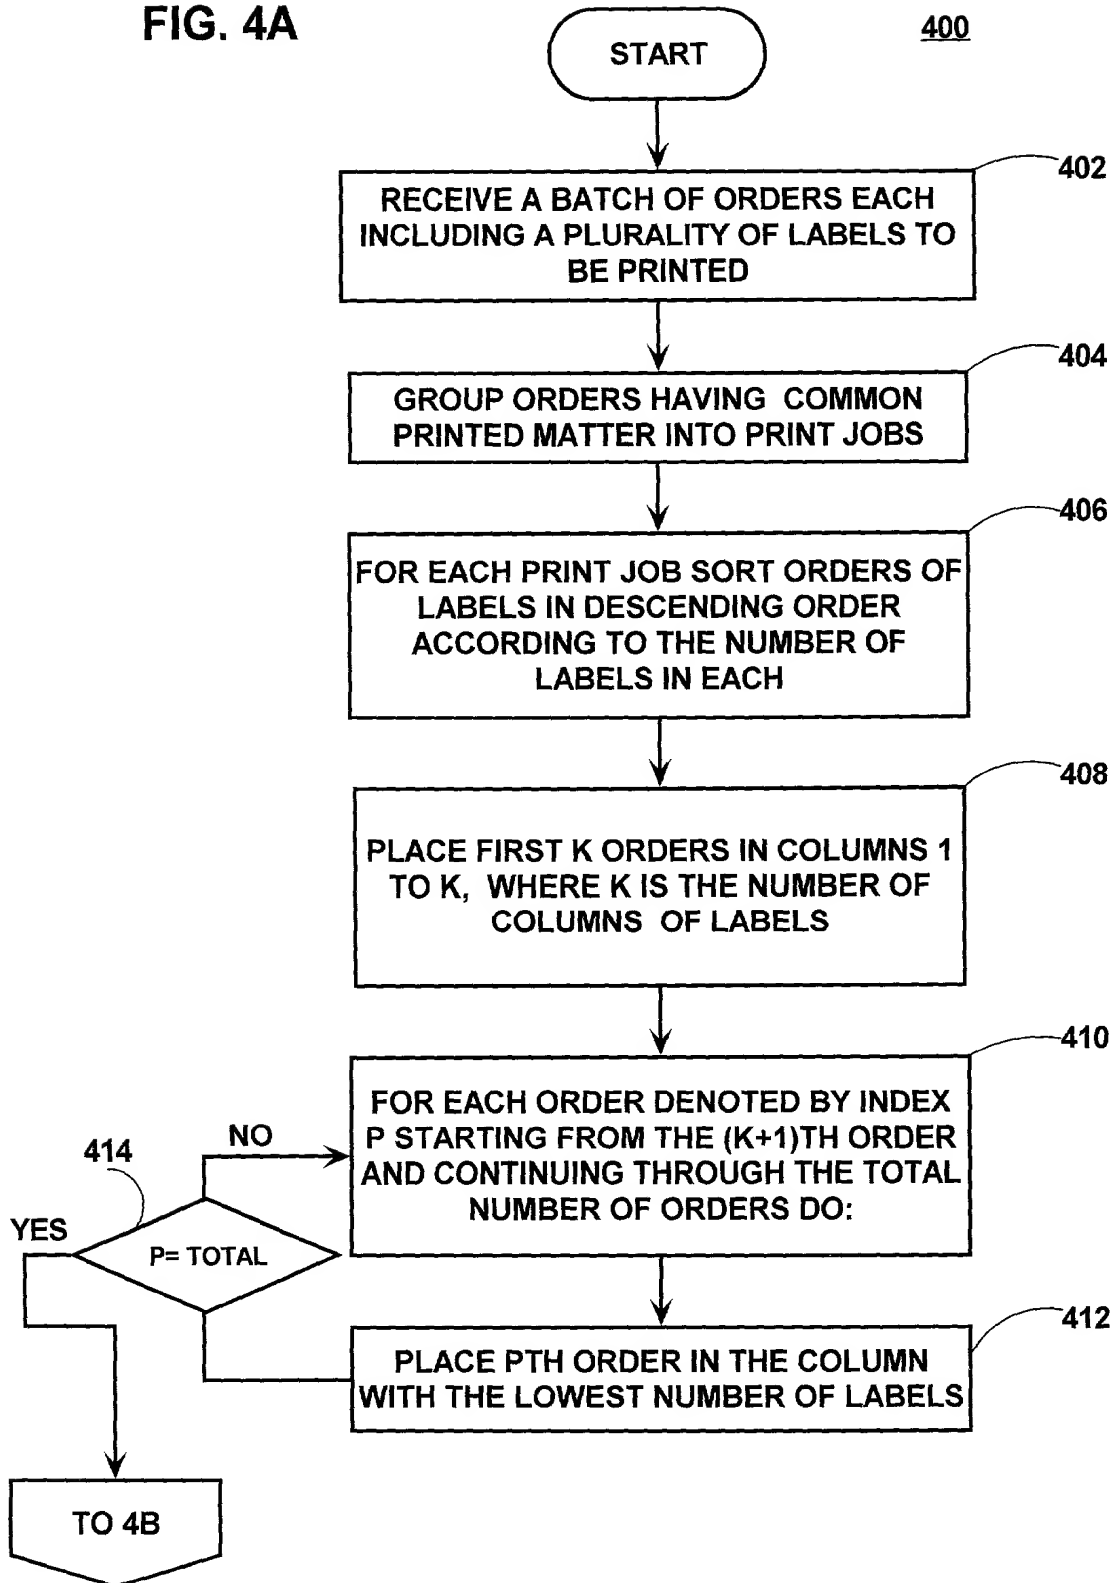 FIG. 4A
400
START
402
RECEIVE A BATCH OF ORDERS EACH
INCLUDING A PLURALITY OF LABELS TO
BE PRINTED
404
GROUP ORDERS HAVING COMMON
PRINTED MATTER INTO PRINT JOBS
406
FOR EACH PRINT JOB SORT ORDERS OF
LABELS IN DESCENDING ORDER
ACCORDING TO THE NUMBER OF
LABELS IN EACH
408
PLACE FIRST K ORDERS IN COLUMNS 1
TO K, WHERE K IS THE NUMBER OF
COLUMNS OF LABELS
410
FOR EACH ORDER DENOTED BY INDEX
P STARTING FROM THE (K+1)TH ORDER
AND CONTINUING THROUGH THE TOTAL
NUMBER OF ORDERS DO:
NO
414
YES
P= TOTAL
412
PLACE PTH ORDER IN THE COLUMN
WITH THE LOWEST NUMBER OF LABELS
TO 4B